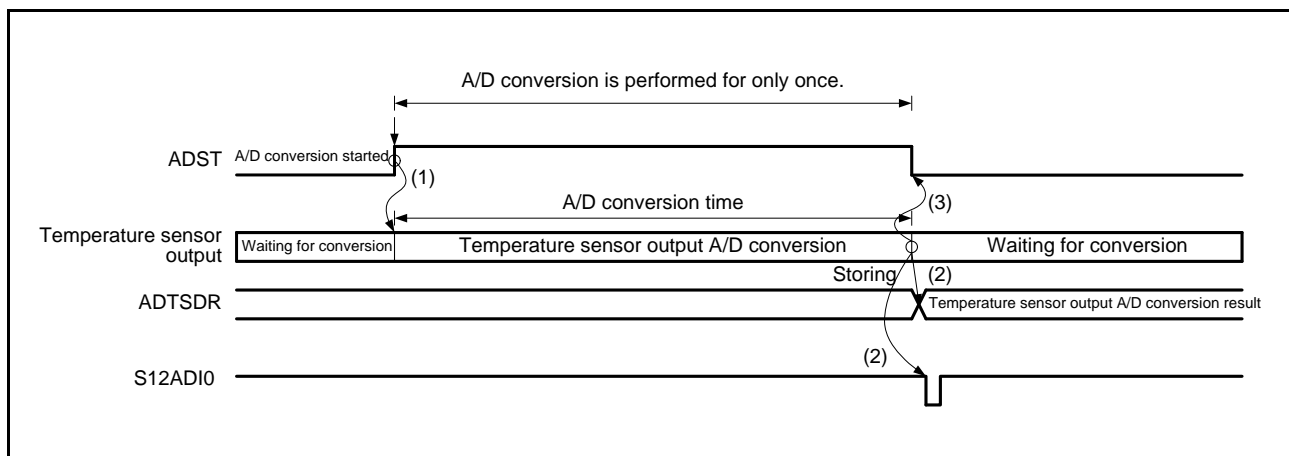 A/D conversion is performed for only once.
ADST
A/D conversion started
(1)
(3)
A/D conversion time
Temperature sensor
output
Waiting for conversion
Temperature sensor output A/D conversion
Waiting for conversion
Storing
(2)
ADTSDR
Temperature sensor output A/D conversion result
(2)
S12ADI0